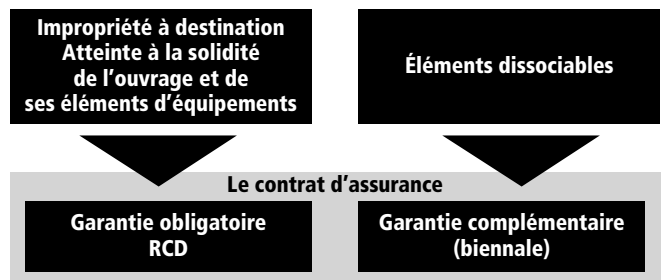 Impropriété à destination
Atteinte à la solidité
de l'ouvrage et de
ses éléments d'équipements
Éléments dissociables
Le contrat d'assurance
Garantie obligatoire
RCD
Garantie complémentaire
(biennale)